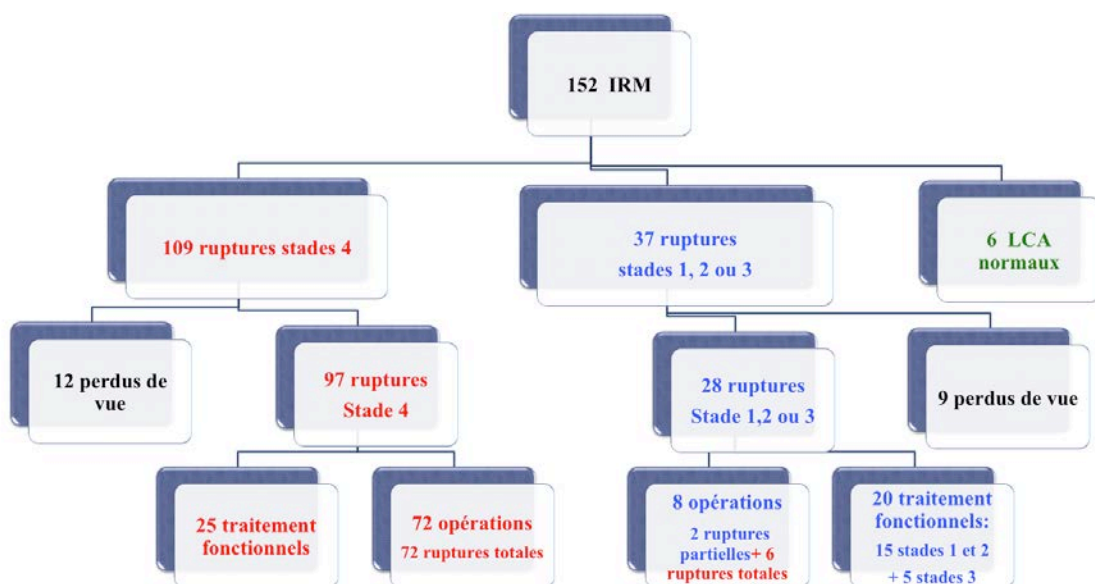 152 IRM
109 ruptures stades 4
37 ruptures
stades 1, 2 ou 3
6 LCA
normaux
12 perdus de
vue
97 ruptures
Stade 4
28 ruptures
Stade 1,2 ou 3
9 perdus de vue
25 traitement
fonctionnels
72 opérations
72 ruptures totales
8 opérations
2 ruptures
partielles+ 6
ruptures totales
20 traitement
fonctionnels:
15 stades 1 et 2
+ 5 stades 3